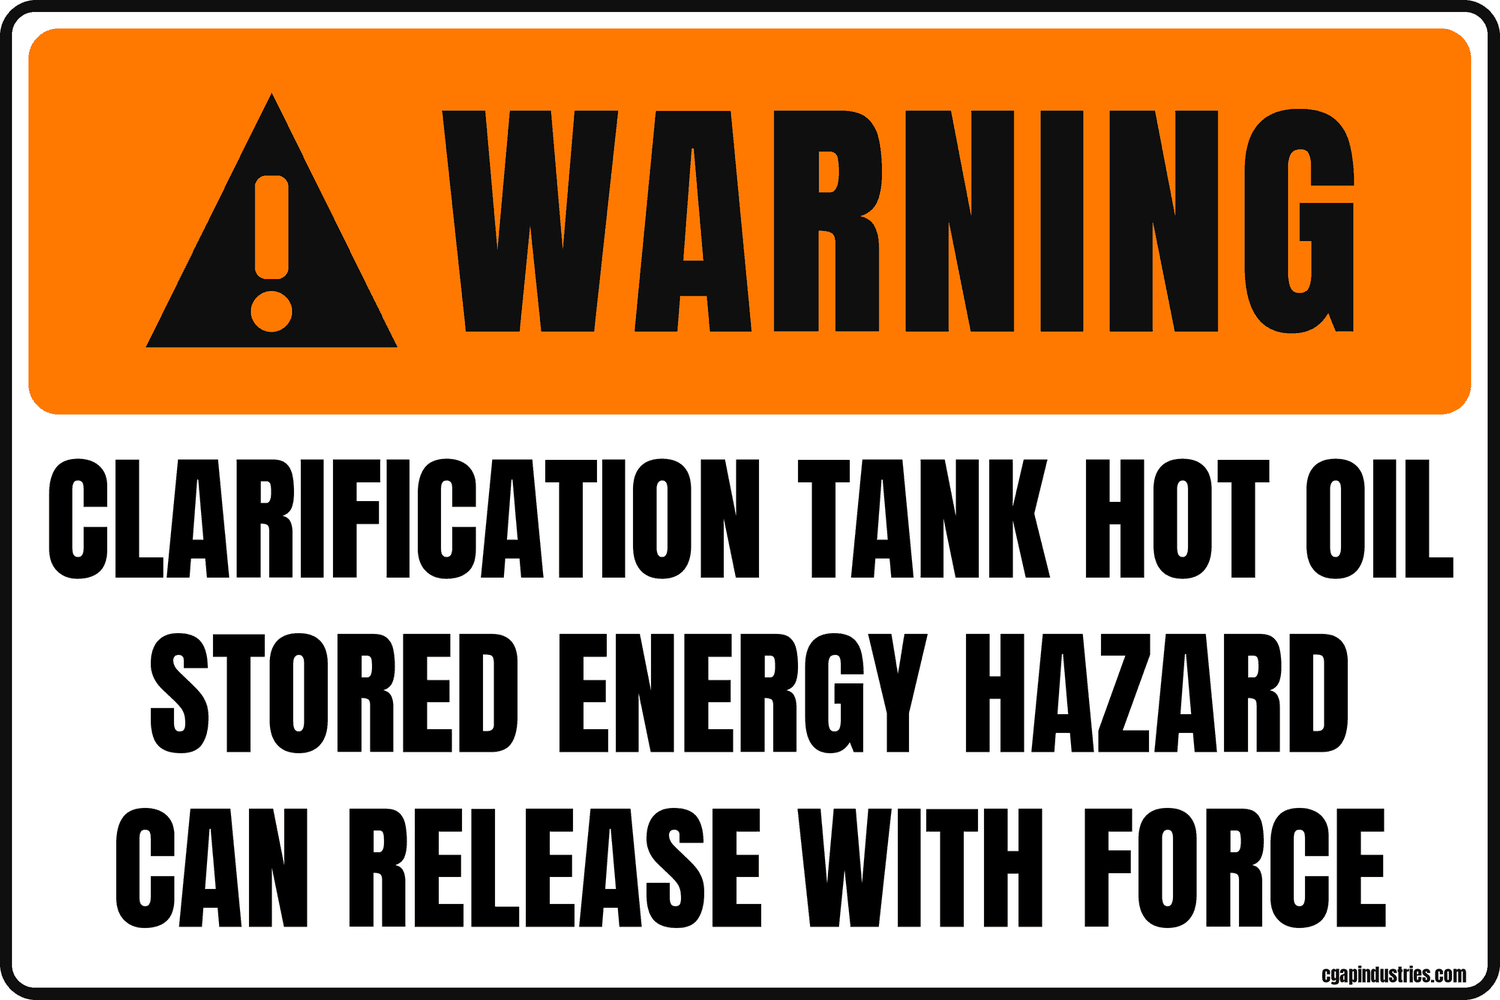 WARNING
CLARIFICATION TANK HOT OIL
STORED ENERGY HAZARD
CAN RELEASE WITH FORCE
cgapindustries.com